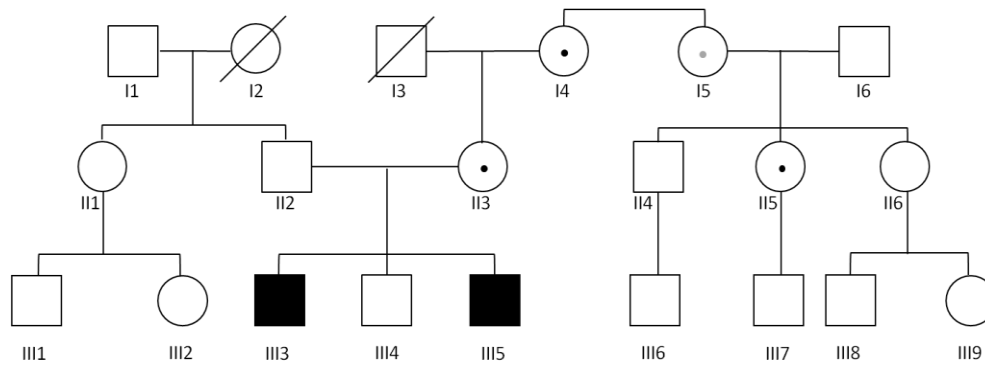 I1 I2 I3 I4 I5 I6
II1 II2 II3 II4 II5 II6
III1 III2 III3 III4 III5 III6 III7 III8 III9